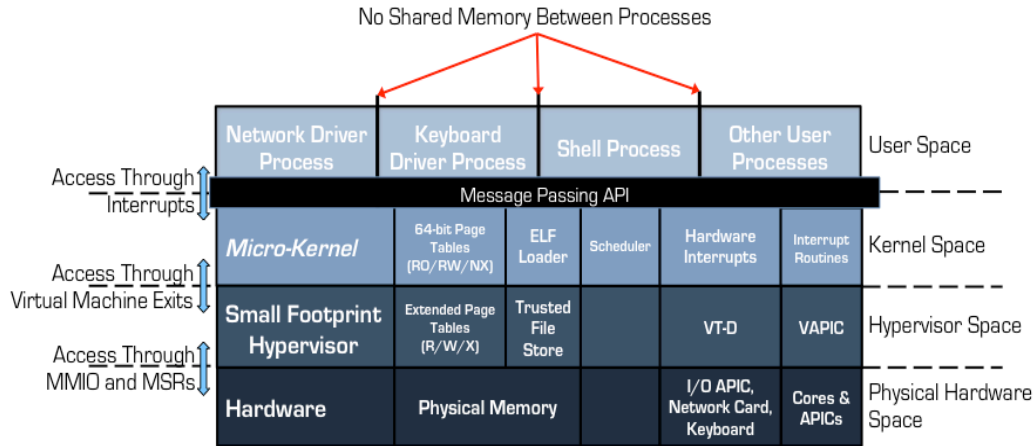 No Shared Memory Between Processes
Network Driver
Process
Keyboard
Driver Process
Shell Process
Other User
Processes
User Space
Access Through
Interrupts
Message Passing API
Micro-Kernel
64-bit Page
Tables
(RO/RW/NX)
ELF
Loader
Scheduler
Hardware
Interrupts
Interrupt
Routines
Kernel Space
Access Through
Virtual Machine Exits
Small Footprint
Hypervisor
Extended Page
Tables
(R/W/X)
Trusted
File
Store
VT-D
VAPIC
Hypervisor Space
Access Through
MMIO and MSRs
Hardware
Physical Memory
I/O APIC,
Network Card,
Keyboard
Cores &
APICs
Physical Hardware
Space